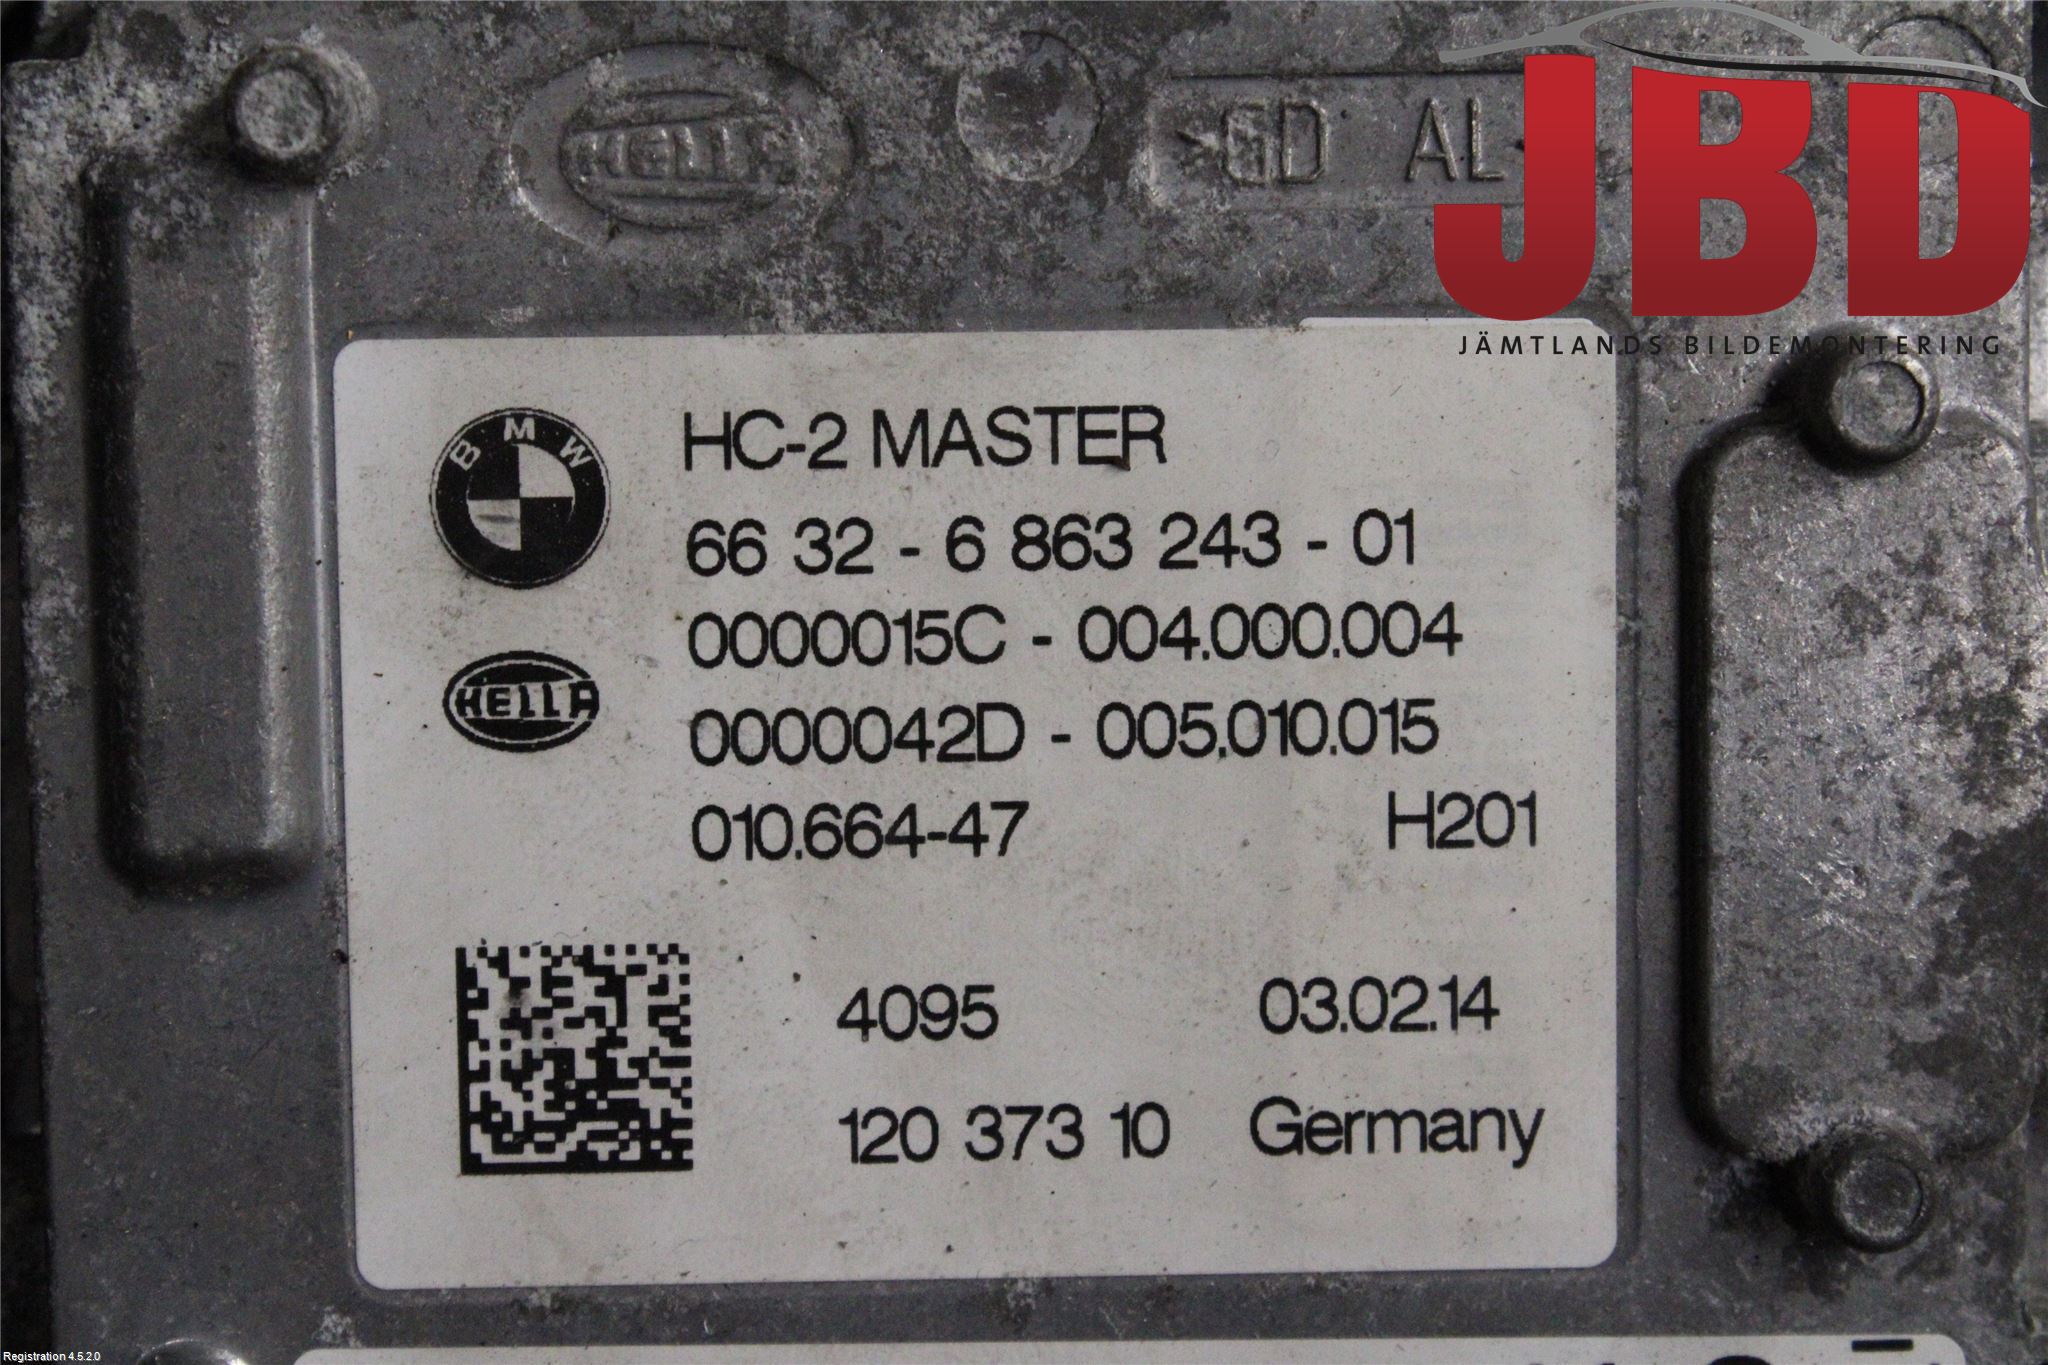 HELLA
>GD AL
JBD
JÄMTLANDS BILDEMONTERING
BMW
HC-2 MASTER
66 32 - 6 863 243 - 01
0000015C - 004.000.004
HELLA
0000042D - 005.010.015
010.664-47 H201
4095 03.02.14
120 373 10 Germany
Registration 4.5.2.0